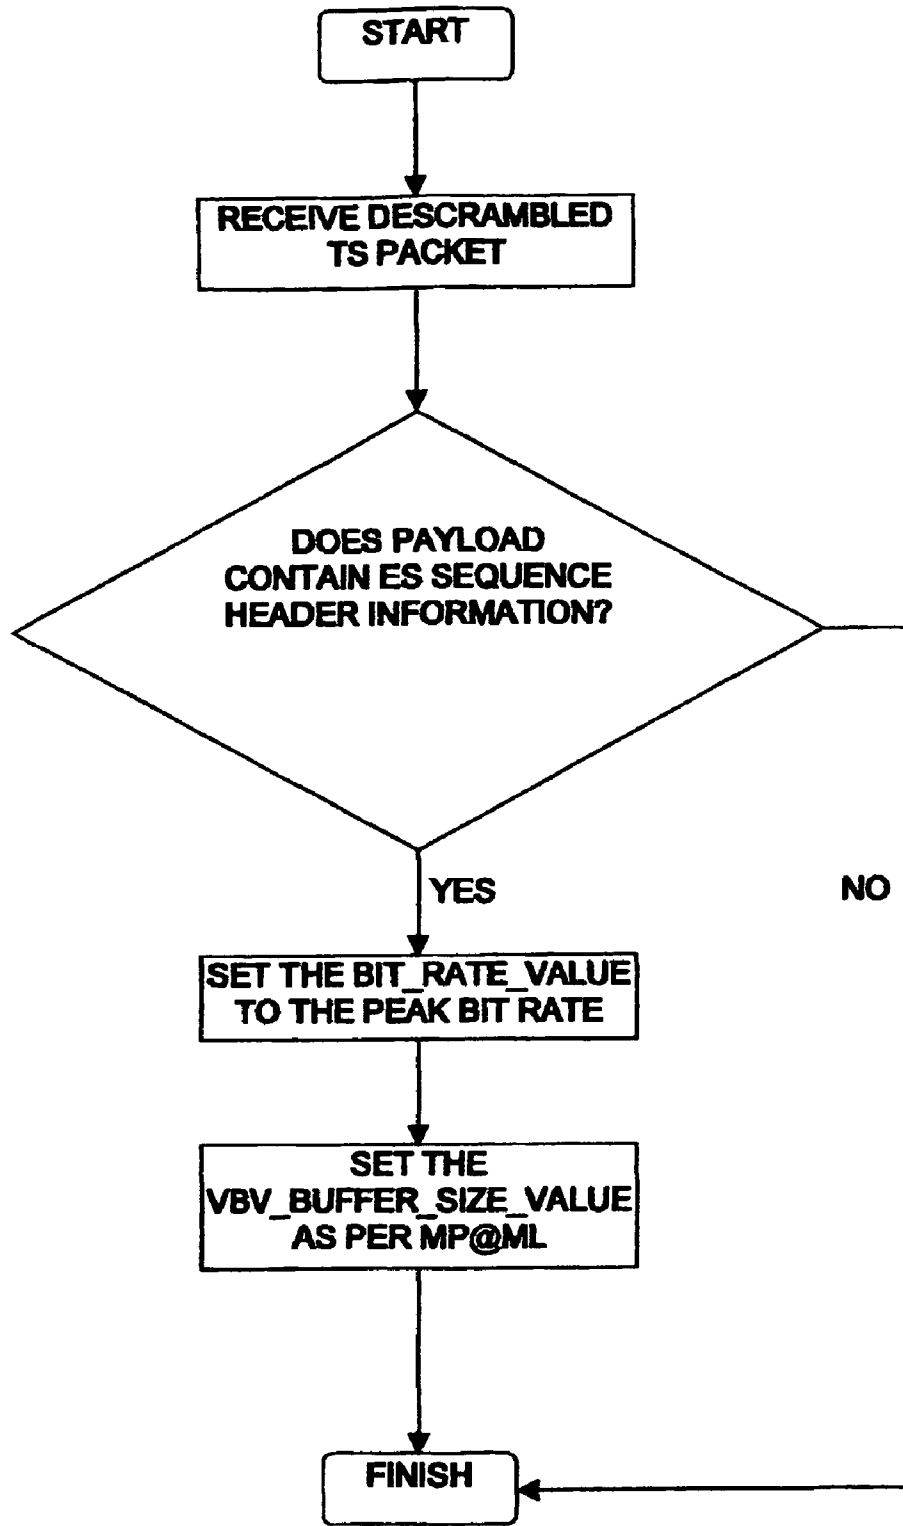 START
RECEIVE DESCRAMBLED
TS PACKET
DOES PAYLOAD
CONTAIN ES SEQUENCE
HEADER INFORMATION?
YES
NO
SET THE BIT_RATE_VALUE
TO THE PEAK BIT RATE
SET THE
VBV_BUFFER_SIZE_VALUE
AS PER MP@ML
FINISH